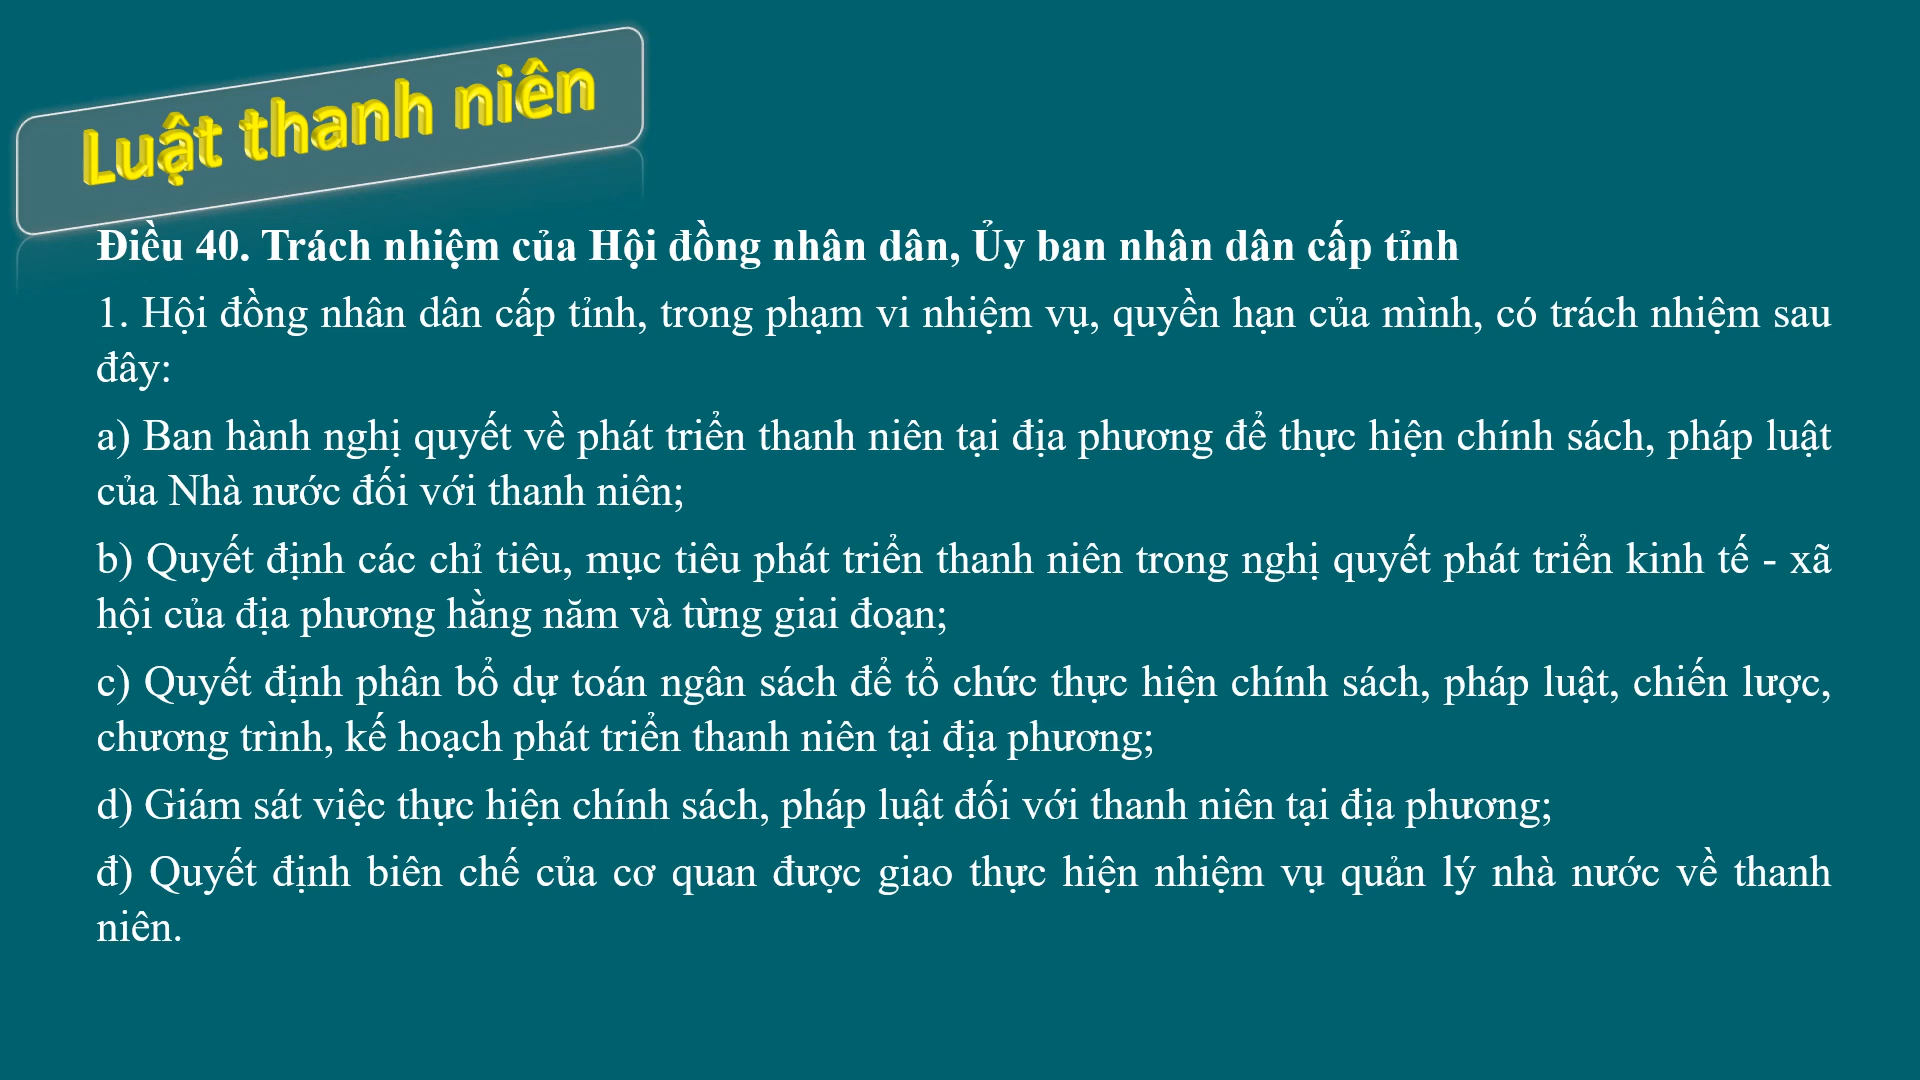 Luật thanh niên
Điều 40. Trách nhiệm của Hội đồng nhân dân, Ủy ban nhân dân cấp tỉnh
1. Hội đồng nhân dân cấp tỉnh, trong phạm vi nhiệm vụ, quyền hạn của mình, có trách nhiệm sau
đây:
a) Ban hành nghị quyết về phát triển thanh niên tại địa phương để thực hiện chính sách, pháp luật
của Nhà nước đối với thanh niên;
b) Quyết định các chỉ tiêu, mục tiêu phát triển thanh niên trong nghị quyết phát triển kinh tế - xã
hội của địa phương hằng năm và từng giai đoạn;
c) Quyết định phân bổ dự toán ngân sách để tổ chức thực hiện chính sách, pháp luật, chiến lược,
chương trình, kế hoạch phát triển thanh niên tại địa phương;
d) Giám sát việc thực hiện chính sách, pháp luật đối với thanh niên tại địa phương;
đ) Quyết định biên chế của cơ quan được giao thực hiện nhiệm vụ quản lý nhà nước về thanh
niên.